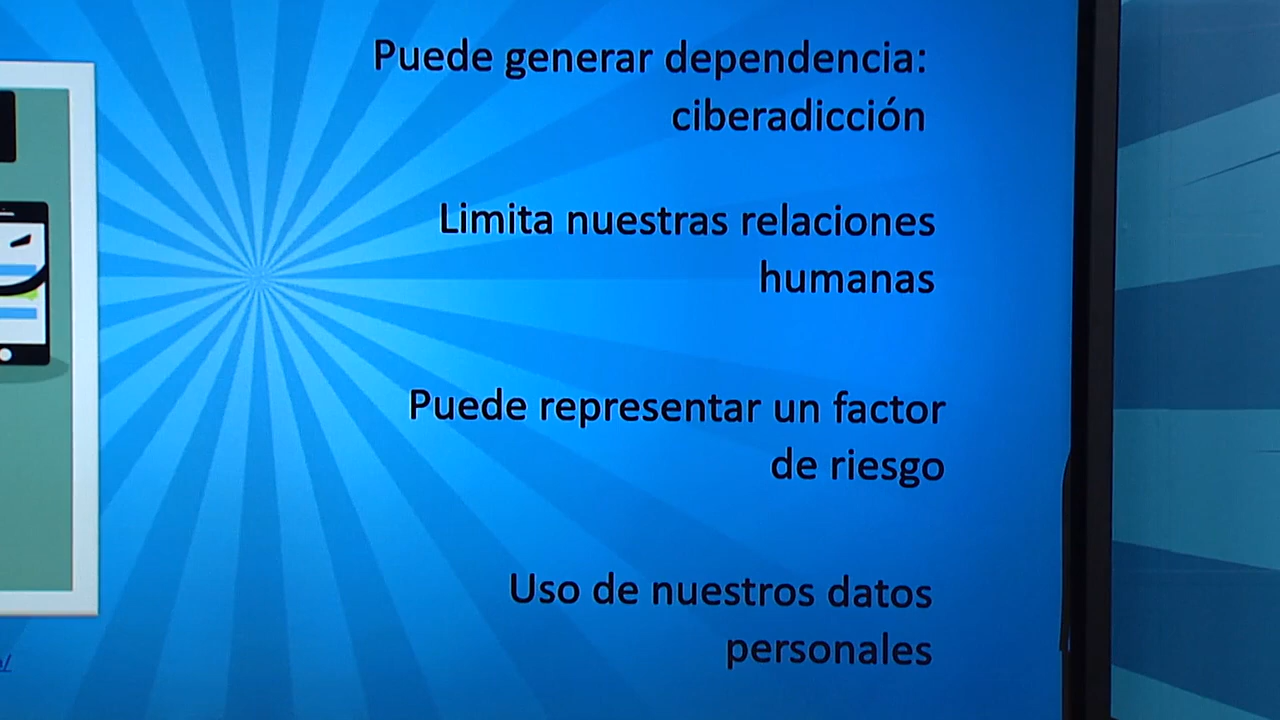 Puede generar dependencia:
ciberadicción
Limita nuestras relaciones
humanas
Puede representar un factor
de riesgo
Uso de nuestros datos
personales